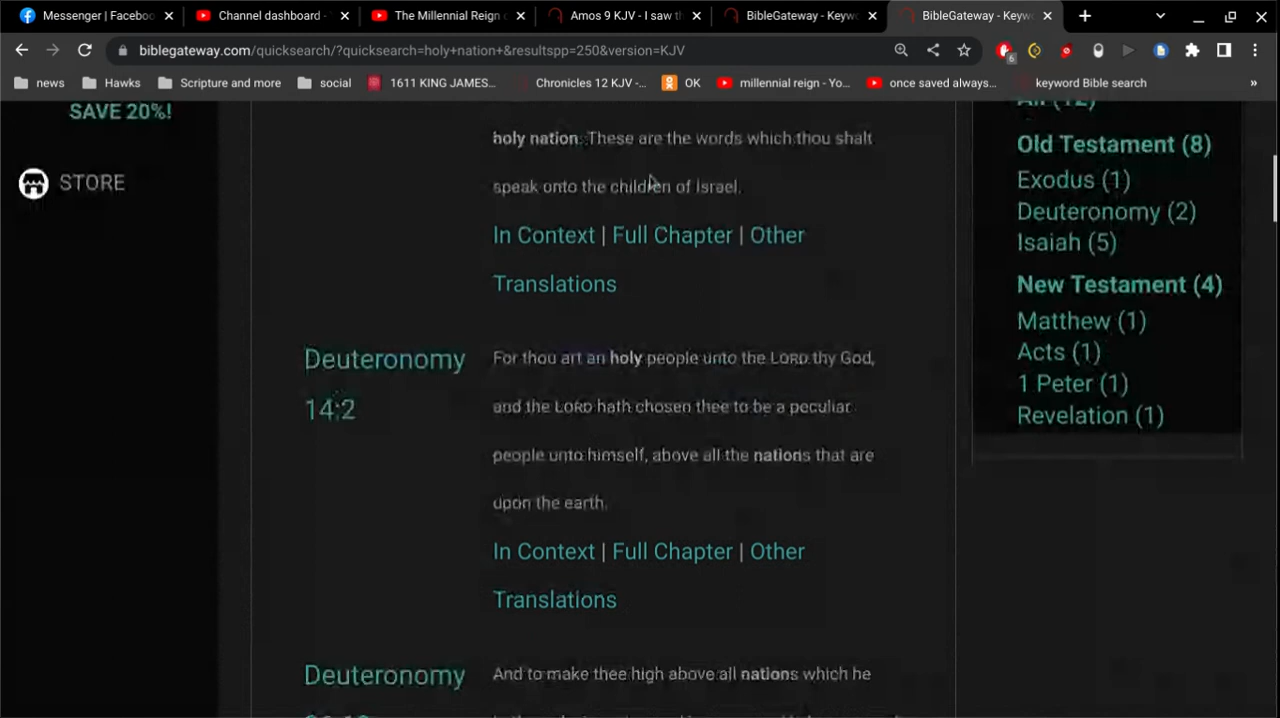 Messenger | Faceboo
Channel dashboard -
The Millennial Reign o
Amos 9 KJV - I saw th
BibleGateway - Keywo
BibleGateway - Keyw
biblegateway.com/quicksearch/?quicksearch=holy+nation+&resultspp=250&version=KJV
6
news
Hawks
Scripture and more
social
1611 KING JAMES...
Chronicles 12 KJV -...
OK
millennial reign - Yo...
once saved always...
keyword Bible search
»
SAVE 20%!
STORE
holy nation. These are the words which thou shalt
speak unto the children of Israel.
In Context | Full Chapter | Other
Translations
Deuteronomy
14:2
For thou art an holy people unto the LORD thy God,
and the LORD hath chosen thee to be a peculiar
people unto himself, above all the nations that are
upon the earth.
In Context | Full Chapter | Other
Translations
Deuteronomy
And to make thee high above all nations which he
All (12)
Old Testament (8)
Exodus (1)
Deuteronomy (2)
Isaiah (5)
New Testament (4)
Matthew (1)
Acts (1)
1 Peter (1)
Revelation (1)